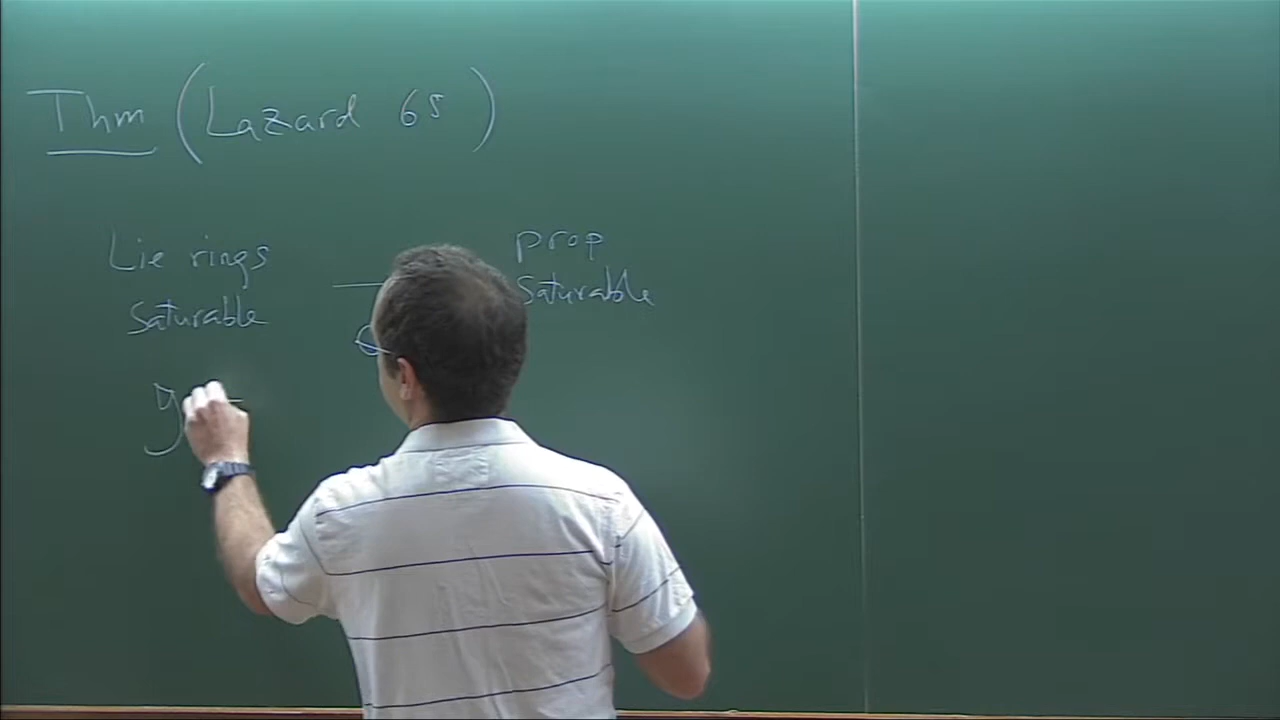 Thm (Lazard 65)
Lie rings
saturable
prop
saturable
g